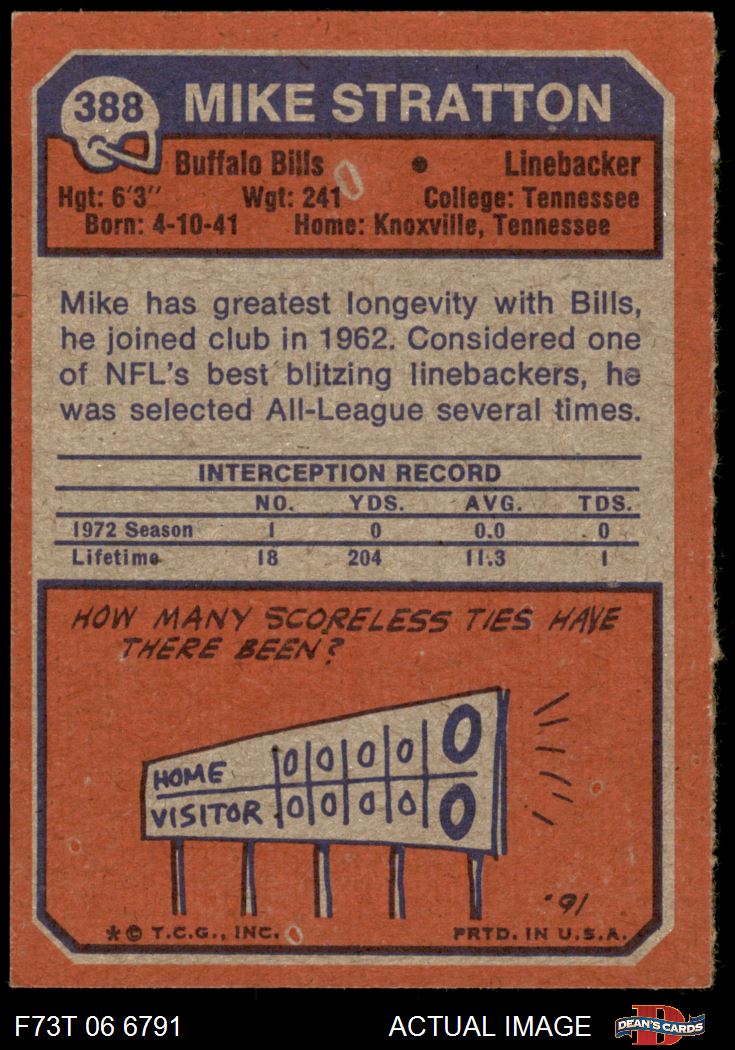 388 MIKE STRATTON
Buffalo Bills • Linebacker
Hgt: 6'3" Wgt: 241 College: Tennessee
Born: 4-10-41 Home: Knoxville, Tennessee
Mike has greatest longevity with Bills,
he joined club in 1962. Considered one
of NFL's best blitzing linebackers, he
was selected All-League several times.
INTERCEPTION RECORD
NO. YDS. AVG. TDS.
1972 Season 1 0 0.0 0
Lifetime 18 204 11.3 1
HOW MANY SCORELESS TIES HAVE
THERE BEEN?
HOME 0 0 0 0 0
VISITOR 0 0 0 0 0
* © T.C.G., INC. PRTD. IN U.S.A.
F73T 06 6791 ACTUAL IMAGE DEAN'S CARDS